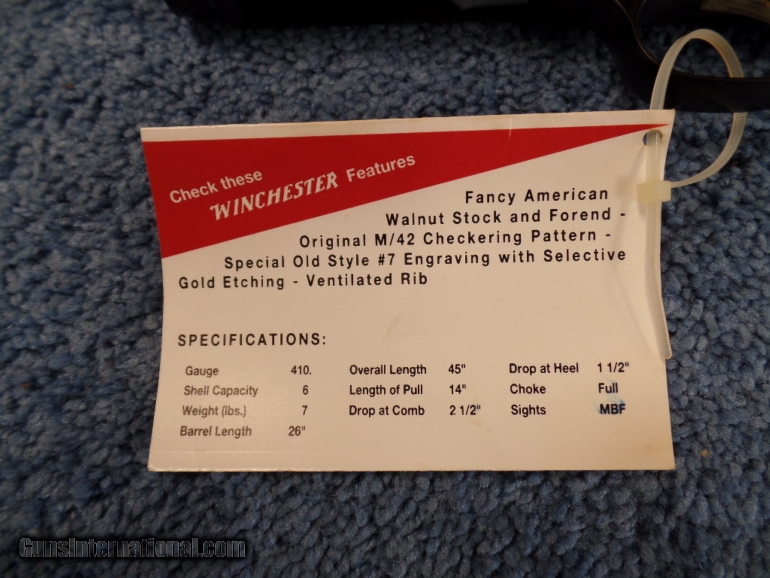 Check these
WINCHESTER Features
Fancy American
Walnut Stock and Forend -
Original M/42 Checkering Pattern -
Special Old Style #7 Engraving with Selective
Gold Etching - Ventilated Rib
SPECIFICATIONS:
Gauge 410. Overall Length 45" Drop at Heel 1 1/2"
Shell Capacity 6 Length of Pull 14" Choke Full
Weight (lbs.) 7 Drop at Comb 2 1/2" Sights MBF
Barrel Length 26"
GunsInternational.com